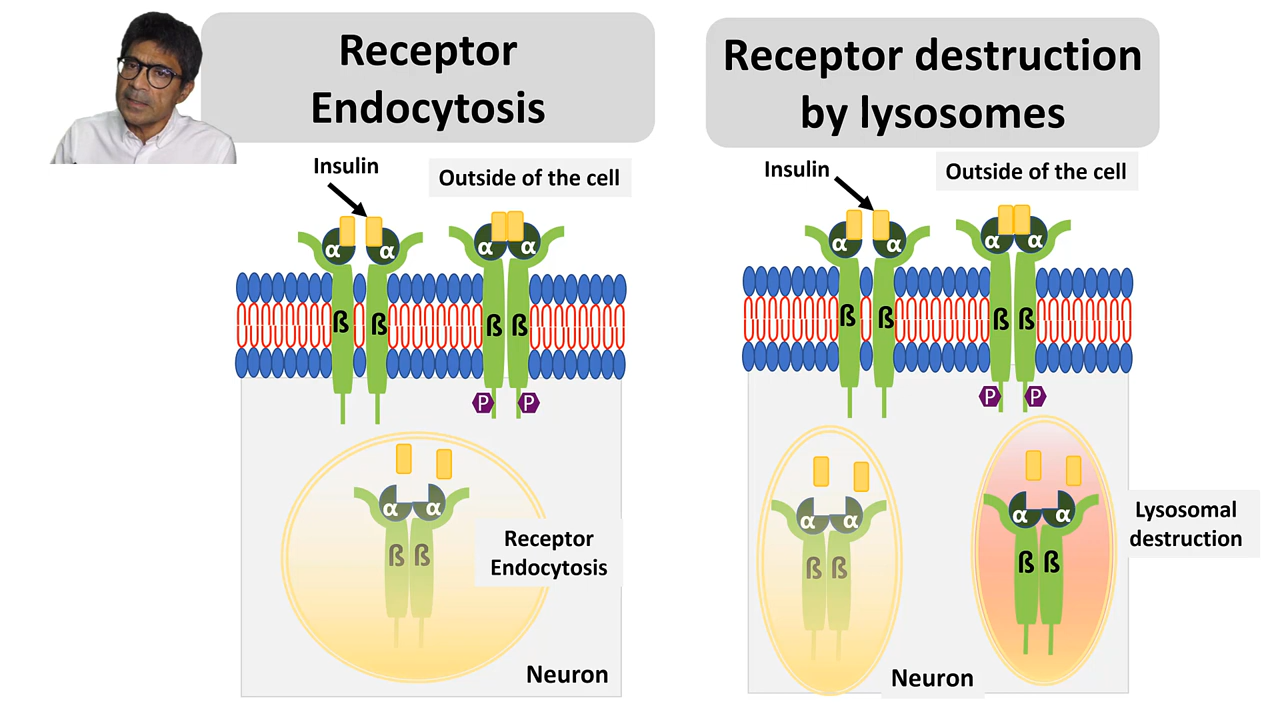 Receptor
Endocytosis
Insulin
Outside of the cell
α
α
α
α
ß
ß
ß
ß
P
P
α
α
ß
ß
Receptor
Endocytosis
Neuron
Receptor destruction
by lysosomes
Insulin
Outside of the cell
α
α
α
α
ß
ß
ß
ß
P
P
α
α
ß
ß
α
α
ß
ß
Lysosomal
destruction
Neuron